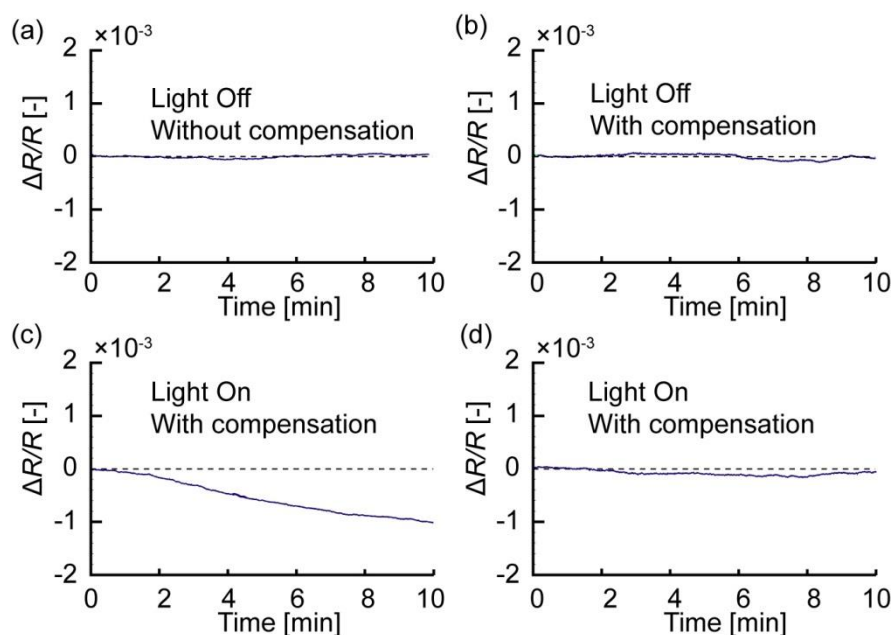 (a)
×10⁻³
2
1
0
-1
-2
ΔR/R [-]
Light Off
Without compensation
0 2 4 6 8 10
Time [min]
(b)
×10⁻³
2
1
0
-1
-2
ΔR/R [-]
Light Off
With compensation
0 2 4 6 8 10
Time [min]
(c)
×10⁻³
2
1
0
-1
-2
ΔR/R [-]
Light On
With compensation
0 2 4 6 8 10
Time [min]
(d)
×10⁻³
2
1
0
-1
-2
ΔR/R [-]
Light On
With compensation
0 2 4 6 8 10
Time [min]